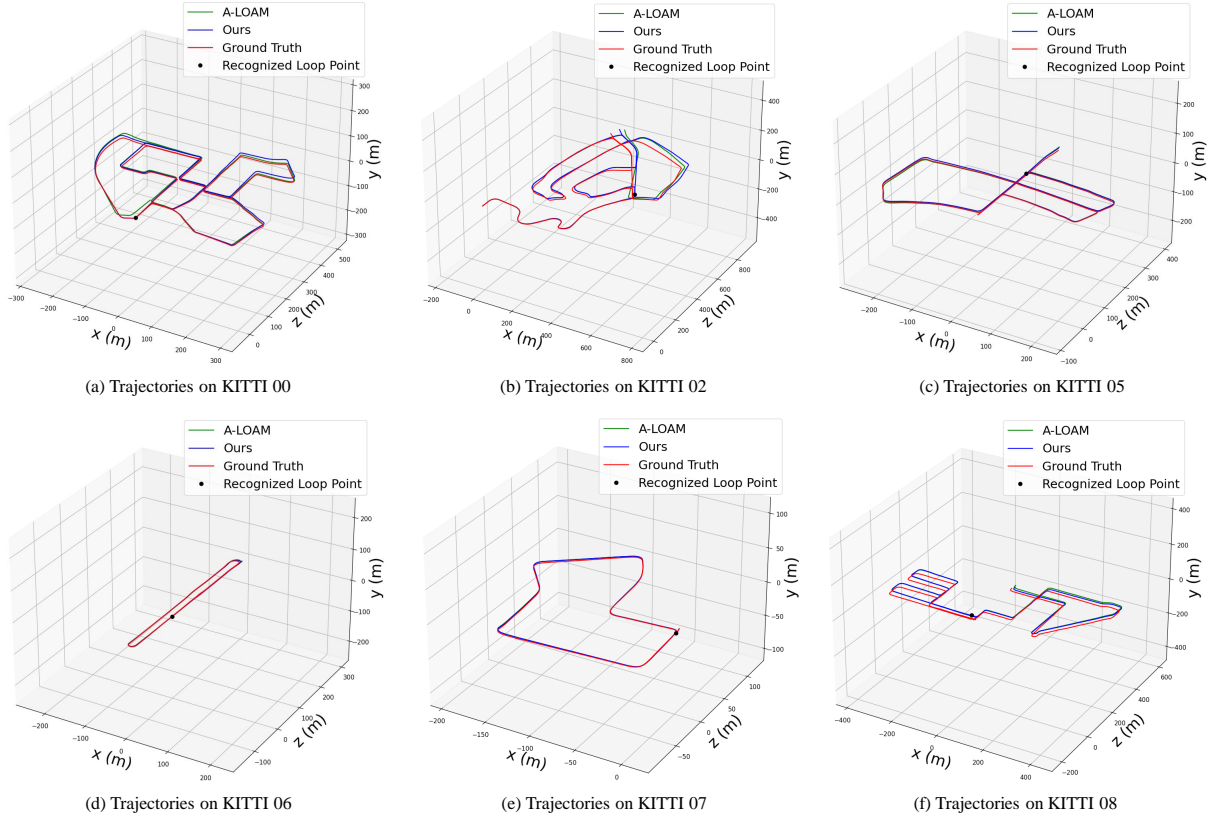 A-LOAM
Ours
Ground Truth
Recognized Loop Point
300
200
100
0
−100
−200
−300
y (m)
−300
−200
−100
0
100
200
300
x (m)
0
100
200
300
400
500
z (m)
(a) Trajectories on KITTI 00
A-LOAM
Ours
Ground Truth
Recognized Loop Point
400
200
0
−200
−400
y (m)
−200
0
200
400
600
800
x (m)
0
200
400
600
800
z (m)
(b) Trajectories on KITTI 02
A-LOAM
Ours
Ground Truth
Recognized Loop Point
200
100
0
−100
−200
y (m)
−200
−100
0
100
200
x (m)
−100
0
100
200
300
400
z (m)
(c) Trajectories on KITTI 05
A-LOAM
Ours
Ground Truth
Recognized Loop Point
200
100
0
−100
−200
y (m)
−200
−100
0
100
200
x (m)
−100
0
100
200
300
z (m)
(d) Trajectories on KITTI 06
A-LOAM
Ours
Ground Truth
Recognized Loop Point
100
50
0
−50
−100
y (m)
−200
−150
−100
−50
0
x (m)
−50
0
50
100
z (m)
(e) Trajectories on KITTI 07
A-LOAM
Ours
Ground Truth
Recognized Loop Point
400
200
0
−200
−400
y (m)
−400
−200
0
200
400
x (m)
−200
0
200
400
600
z (m)
(f) Trajectories on KITTI 08